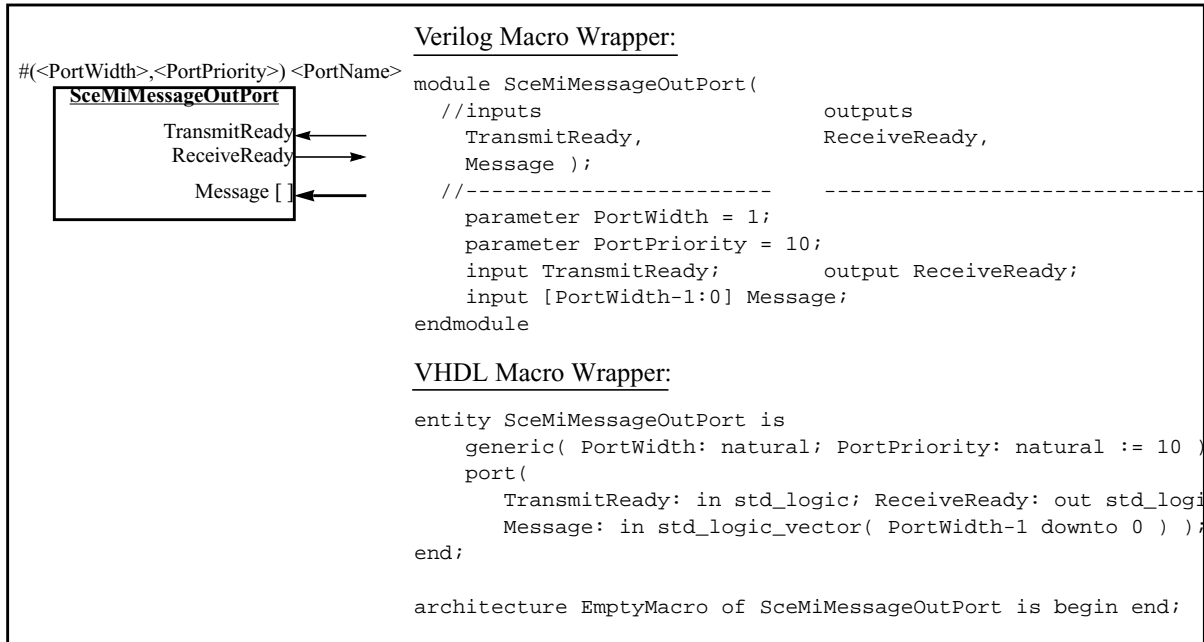 #(<PortWidth>,<PortPriority>) <PortName>
SceMiMessageOutPort
TransmitReady
ReceiveReady
Message [ ]
Verilog Macro Wrapper:
module SceMiMessageOutPort(
  //inputs                        outputs
    TransmitReady,              ReceiveReady,
    Message );
  //------------------------    ------------------------------
    parameter PortWidth = 1;
    parameter PortPriority = 10;
    input TransmitReady;        output ReceiveReady;
    input [PortWidth-1:0] Message;
endmodule
VHDL Macro Wrapper:
entity SceMiMessageOutPort is
    generic( PortWidth: natural; PortPriority: natural := 10 )
    port(
       TransmitReady: in std_logic; ReceiveReady: out std_logi
       Message: in std_logic_vector( PortWidth-1 downto 0 ) );
end;
architecture EmptyMacro of SceMiMessageOutPort is begin end;